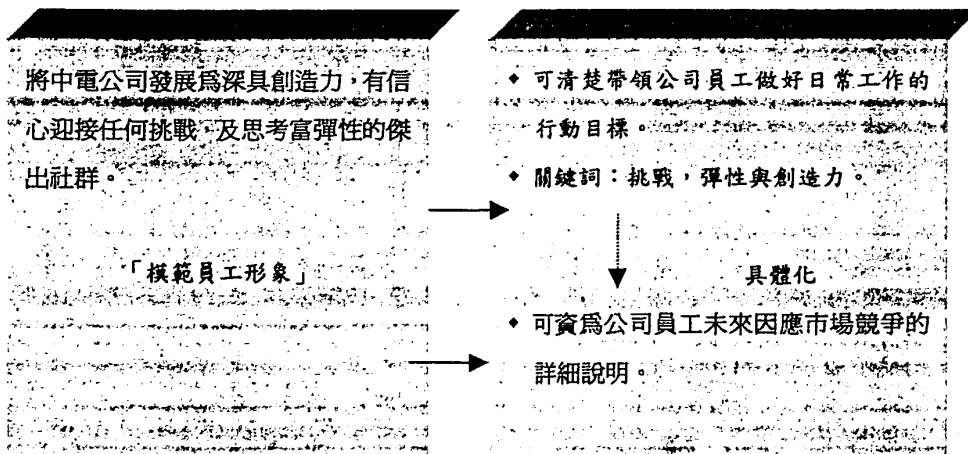 將中電公司發展爲深具創造力,有信
心迎接任何挑戰,及思考富彈性的傑
出社群。
「模範員工形象」
可清楚帶領公司員工做好日常工作的
行動目標。
關鍵詞:挑戰,彈性與創造力。
具體化
可資爲公司員工未來因應市場競爭的
詳細說明。